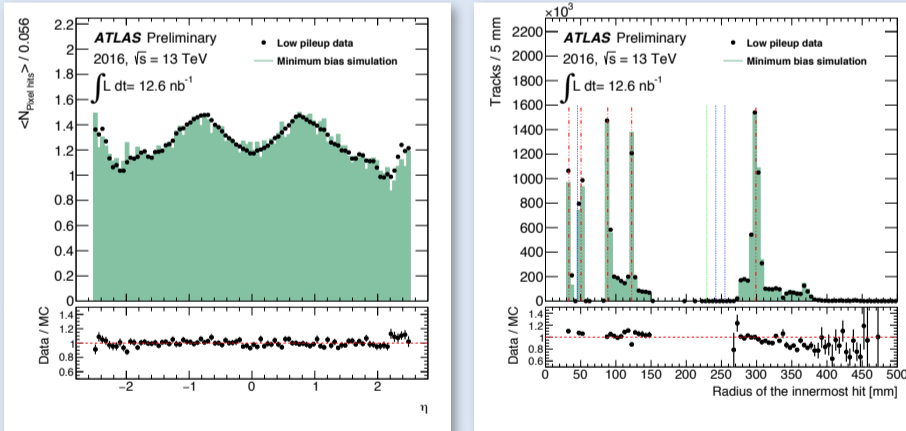 <N_Pixel hits> / 0.056
2.2
2
1.8
1.6
1.4
1.2
1
0.8
0.6
0.4
0.2
0
ATLAS Preliminary
2016, √s = 13 TeV
∫L dt= 12.6 nb⁻¹
Low pileup data
Minimum bias simulation
Data / MC
1.4
1.2
1
0.8
0.6
−2 −1 0 1 2
η
×10³
Tracks / 5 mm
2200
2000
1800
1600
1400
1200
1000
800
600
400
200
0
ATLAS Preliminary
2016, √s = 13 TeV
∫L dt= 12.6 nb⁻¹
Low pileup data
Minimum bias simulation
Data / MC
1.4
1.2
1
0.8
0.6
0 50 100 150 200 250 300 350 400 450 500
Radius of the innermost hit [mm]